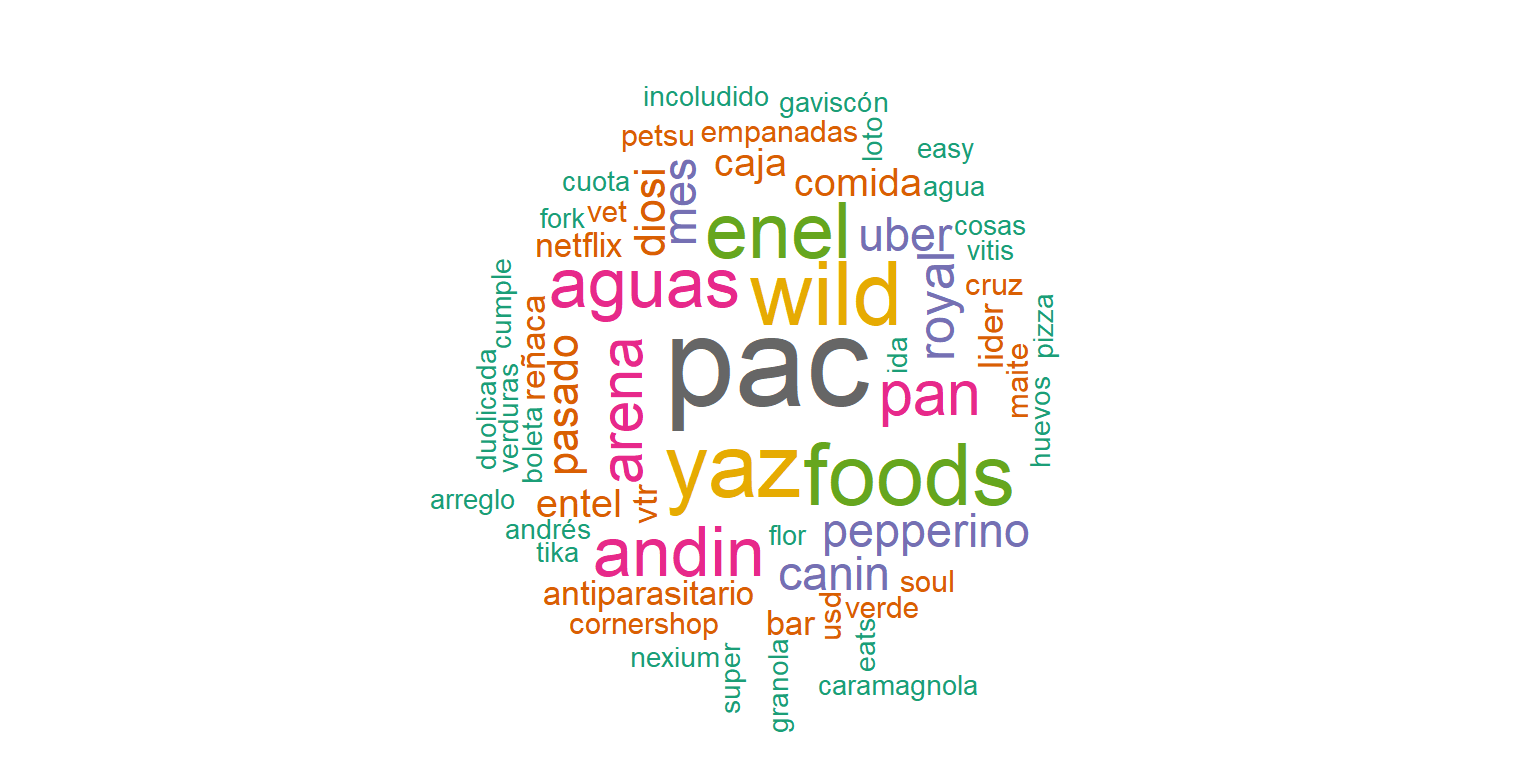 incoludido
gaviscón
petsu
empanadas
loto
easy
cuota
diosi
mes
caja
comida
agua
fork
vet
netflix
enel
uber
cosas
vitis
cumple
aguas
wild
royal
cruz
duolicada
verduras
boleta
reñaca
pasado
arena
pac
ida
pan
lider
maite
pizza
huevos
yaz
foods
arreglo
entel
vtr
andrés
tika
andin
flor
pepperino
canin
soul
antiparasitario
cornershop
bar
usd
verde
nexium
super
granola
eats
caramagnola